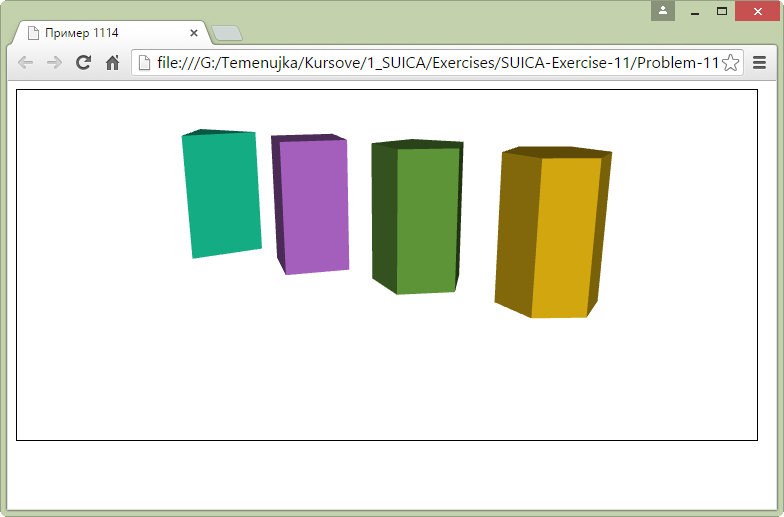 Пример 1114
file:///G:/Temenujka/Kursove/1_SUICA/Exercises/SUICA-Exercise-11/Problem-11